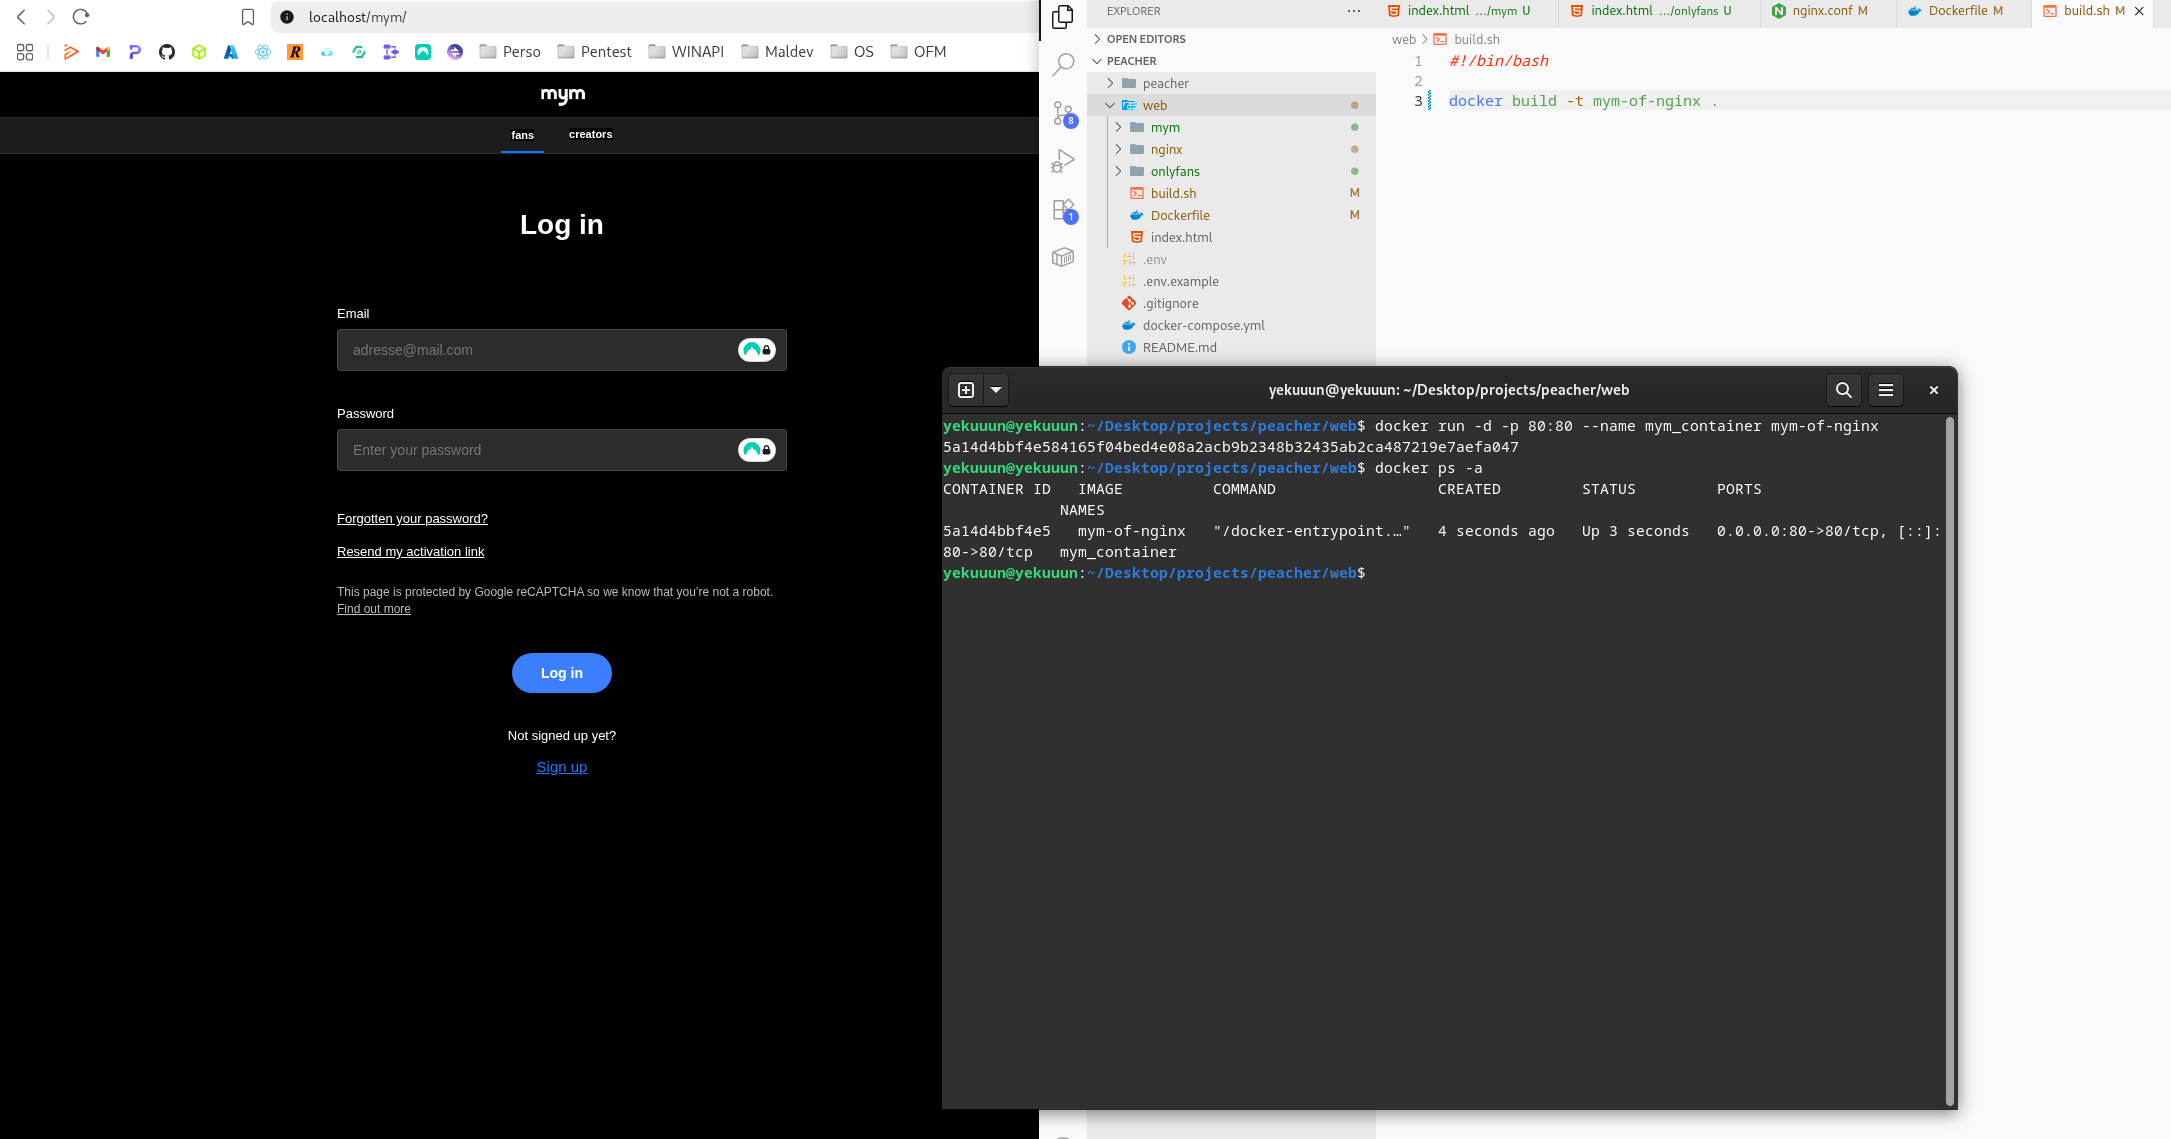 localhost/mym/
Perso
Pentest
WINAPI
Maldev
OS
OFM
mym
fans
creators
Log in
Email
adresse@mail.com
Password
Enter your password
Forgotten your password?
Resend my activation link
This page is protected by Google reCAPTCHA so we know that you're not a robot.
Find out more
Log in
Not signed up yet?
Sign up
EXPLORER
OPEN EDITORS
PEACHER
peacher
web
mym
nginx
onlyfans
build.sh M
Dockerfile M
index.html
.env
.env.example
.gitignore
docker-compose.yml
README.md
8
1
index.html .../mym U
index.html .../onlyfans U
nginx.conf M
Dockerfile M
build.sh M
web > build.sh
1 #!/bin/bash
2
3 docker build -t mym-of-nginx .
yekuuun@yekuuun: ~/Desktop/projects/peacher/web
yekuuun@yekuuun:~/Desktop/projects/peacher/web$ docker run -d -p 80:80 --name mym_container mym-of-nginx
5a14d4bbf4e584165f04bed4e08a2acb9b2348b32435ab2ca487219e7aefa047
yekuuun@yekuuun:~/Desktop/projects/peacher/web$ docker ps -a
CONTAINER ID   IMAGE          COMMAND                  CREATED         STATUS         PORTS
NAMES
5a14d4bbf4e5   mym-of-nginx   "/docker-entrypoint.…"   4 seconds ago   Up 3 seconds   0.0.0.0:80->80/tcp, [::]:
80->80/tcp   mym_container
yekuuun@yekuuun:~/Desktop/projects/peacher/web$